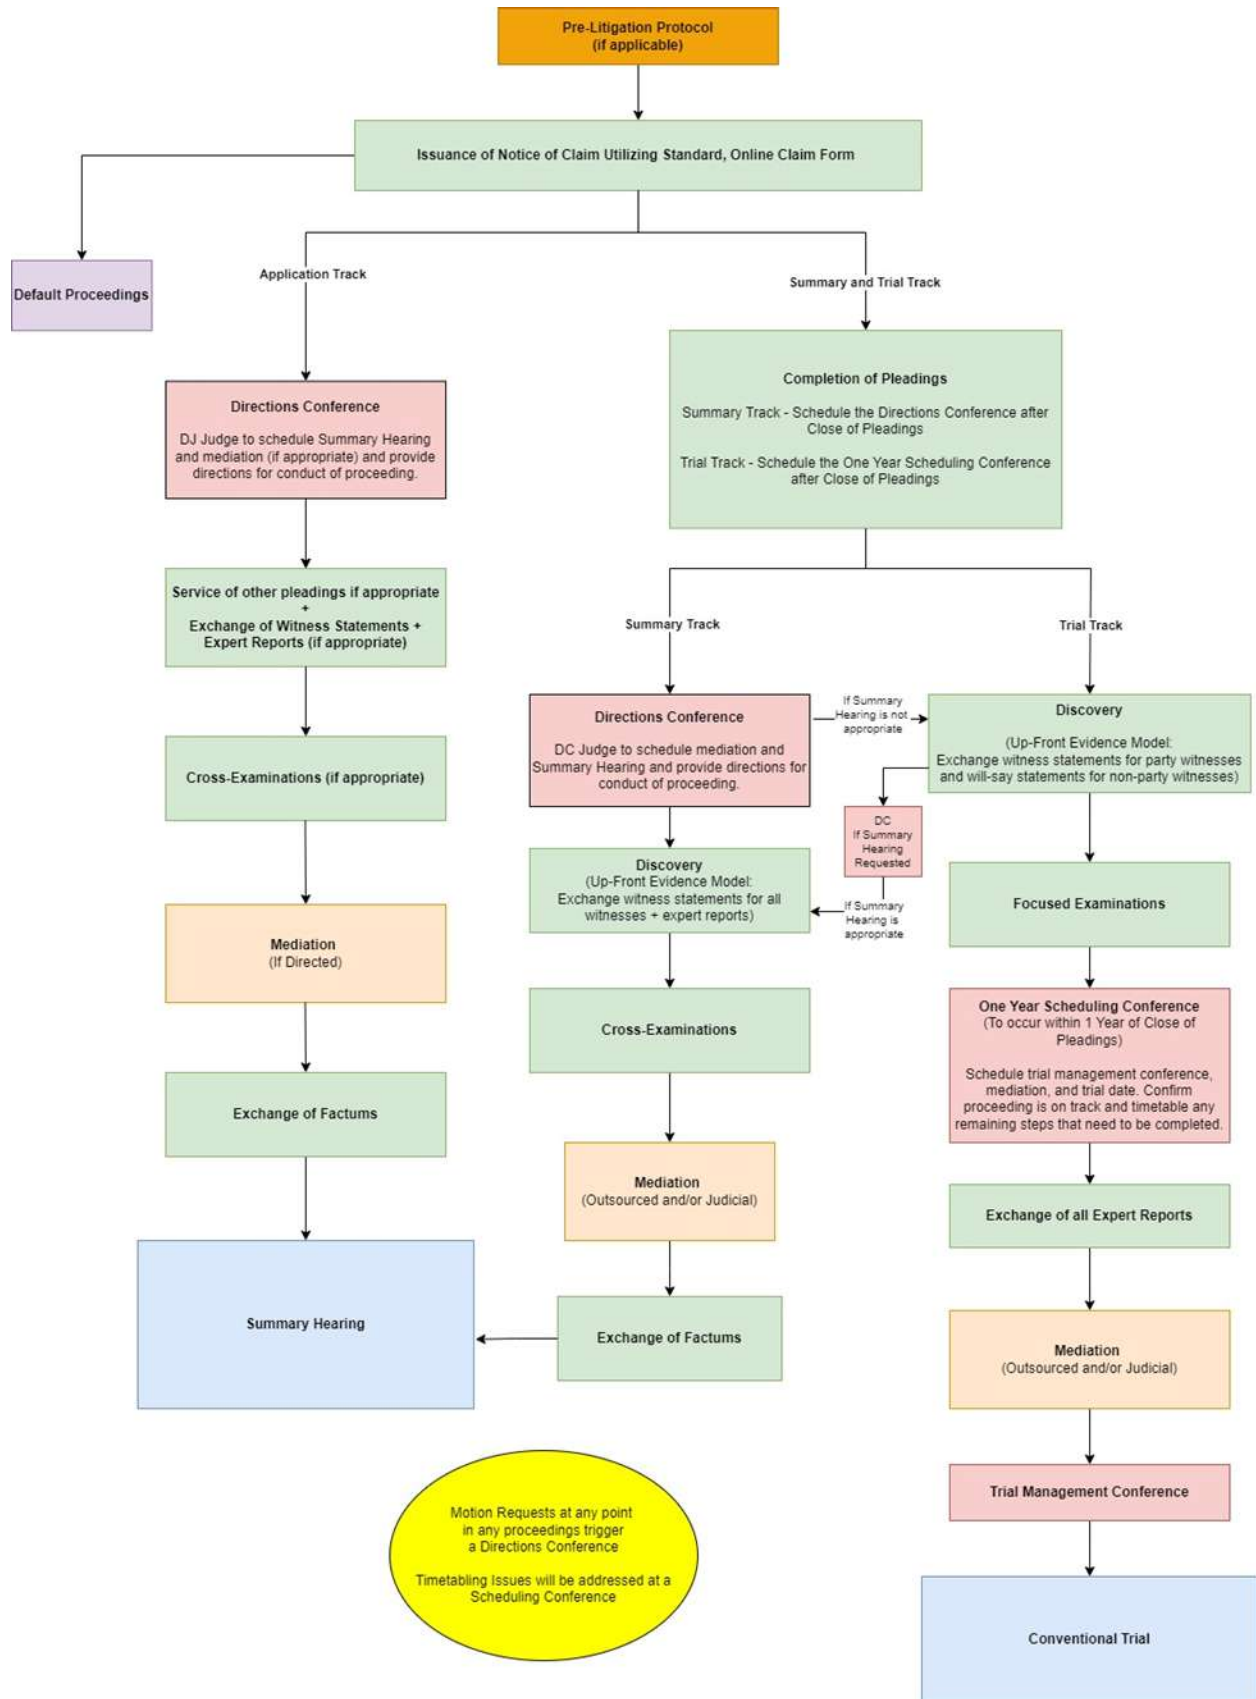 Pre-Litigation Protocol
(if applicable)
Issuance of Notice of Claim Utilizing Standard, Online Claim Form
Default Proceedings
Application Track
Summary and Trial Track
Directions Conference
DJ Judge to schedule Summary Hearing
and mediation (if appropriate) and provide
directions for conduct of proceeding.
Completion of Pleadings
Summary Track - Schedule the Directions Conference after
Close of Pleadings
Trial Track - Schedule the One Year Scheduling Conference
after Close of Pleadings
Service of other pleadings if appropriate
+
Exchange of Witness Statements +
Expert Reports (if appropriate)
Summary Track
Trial Track
Directions Conference
DC Judge to schedule mediation and
Summary Hearing and provide directions for
conduct of proceeding.
If Summary
Hearing is not
appropriate
Discovery
(Up-Front Evidence Model:
Exchange witness statements for party witnesses
and will-say statements for non-party witnesses)
Cross-Examinations (if appropriate)
DC
If Summary
Hearing
Requested
Discovery
(Up-Front Evidence Model:
Exchange witness statements for all
witnesses + expert reports)
If Summary
Hearing is
appropriate
Focused Examinations
Mediation
(If Directed)
Cross-Examinations
One Year Scheduling Conference
(To occur within 1 Year of Close of
Pleadings)
Schedule trial management conference,
mediation, and trial date. Confirm
proceeding is on track and timetable any
remaining steps that need to be completed.
Exchange of Factums
Mediation
(Outsourced and/or Judicial)
Exchange of all Expert Reports
Summary Hearing
Exchange of Factums
Mediation
(Outsourced and/or Judicial)
Trial Management Conference
Motion Requests at any point
in any proceedings trigger
a Directions Conference
Timetabling Issues will be addressed at a
Scheduling Conference
Conventional Trial